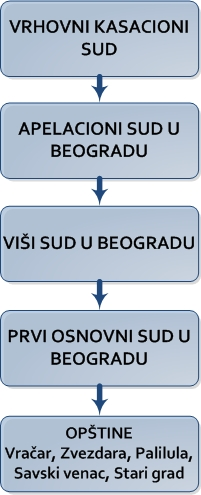 VRHOVNI KASACIONI
SUD
APELACIONI SUD U
BEOGRADU
VIŠI SUD U BEOGRADU
PRVI OSNOVNI SUD U
BEOGRADU
OPŠTINE
Vračar, Zvezdara, Palilula,
Savski venac, Stari grad